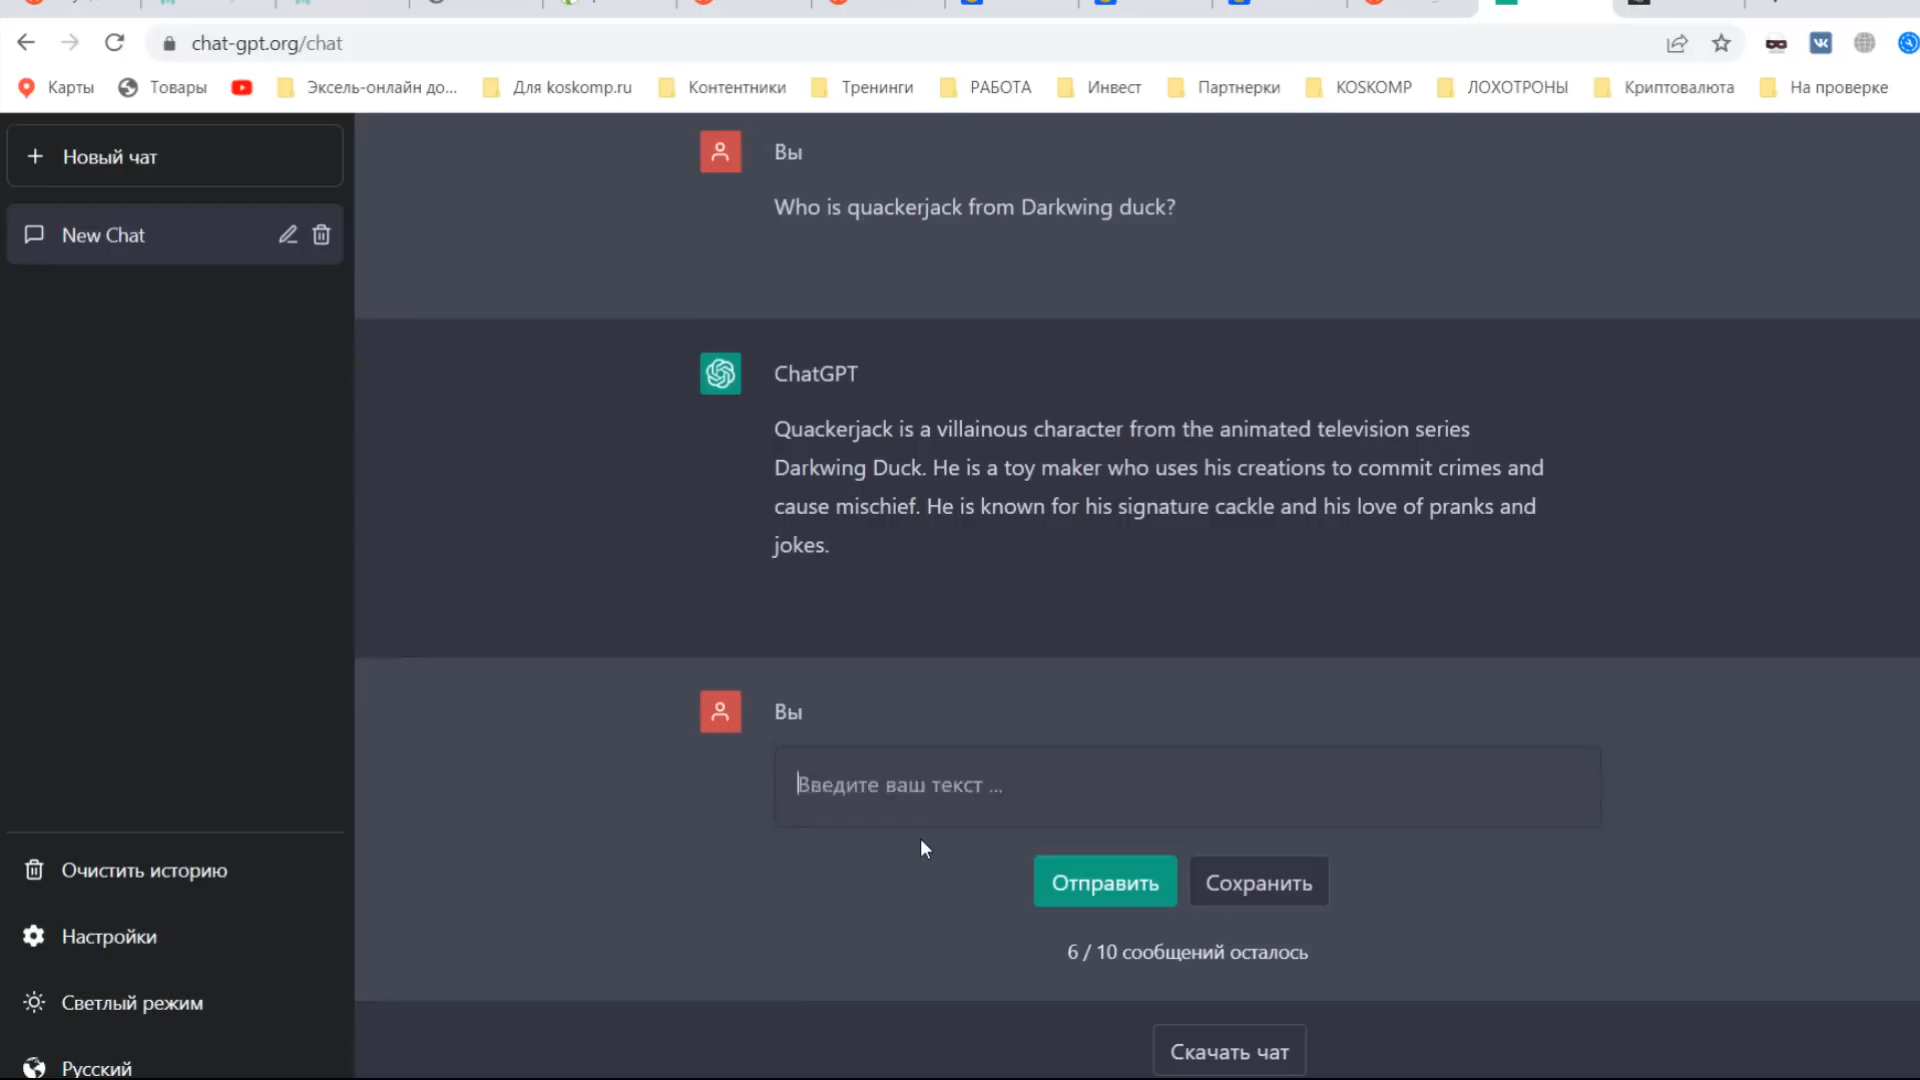 chat-gpt.org/chat
Карты
Товары
Эксель-онлайн до...
Для koskomp.ru
Контентники
Тренинги
РАБОТА
Инвест
Партнерки
KOSKOMP
ЛОХОТРОНЫ
Криптовалюта
На проверке
Новый чат
New Chat
Вы
Who is quackerjack from Darkwing duck?
ChatGPT
Quackerjack is a villainous character from the animated television series
Darkwing Duck. He is a toy maker who uses his creations to commit crimes and
cause mischief. He is known for his signature cackle and his love of pranks and
jokes.
Вы
Введите ваш текст ...
Отправить
Сохранить
6 / 10 сообщений осталось
Скачать чат
Очистить историю
Настройки
Светлый режим
Русский